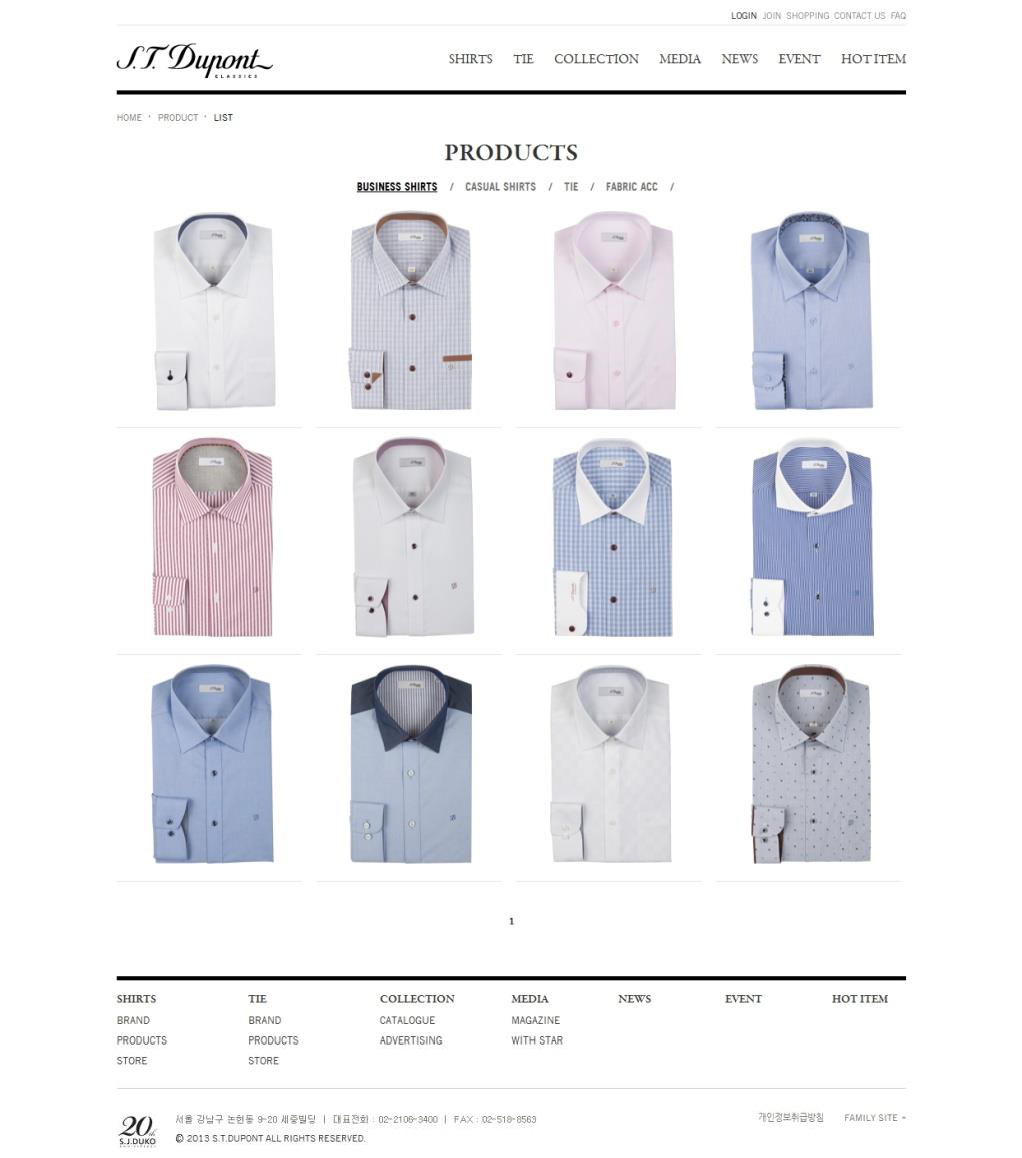 LOGIN JOIN SHOPPING CONTACT US FAQ
S.T. Dupont
CLASSICS
SHIRTS TIE COLLECTION MEDIA NEWS EVENT HOT ITEM
HOME · PRODUCT · LIST
PRODUCTS
BUSINESS SHIRTS / CASUAL SHIRTS / TIE / FABRIC ACC /
1
SHIRTS TIE COLLECTION MEDIA NEWS EVENT HOT ITEM
BRAND BRAND CATALOGUE MAGAZINE
PRODUCTS PRODUCTS ADVERTISING WITH STAR
STORE STORE
20th
S.J.DUKO
서울 강남구 논현동 9-20 세중빌딩 | 대표전화 : 02-2106-3400 | FAX : 02-518-8563
© 2013 S.T.DUPONT ALL RIGHTS RESERVED.
개인정보취급방침 FAMILY SITE